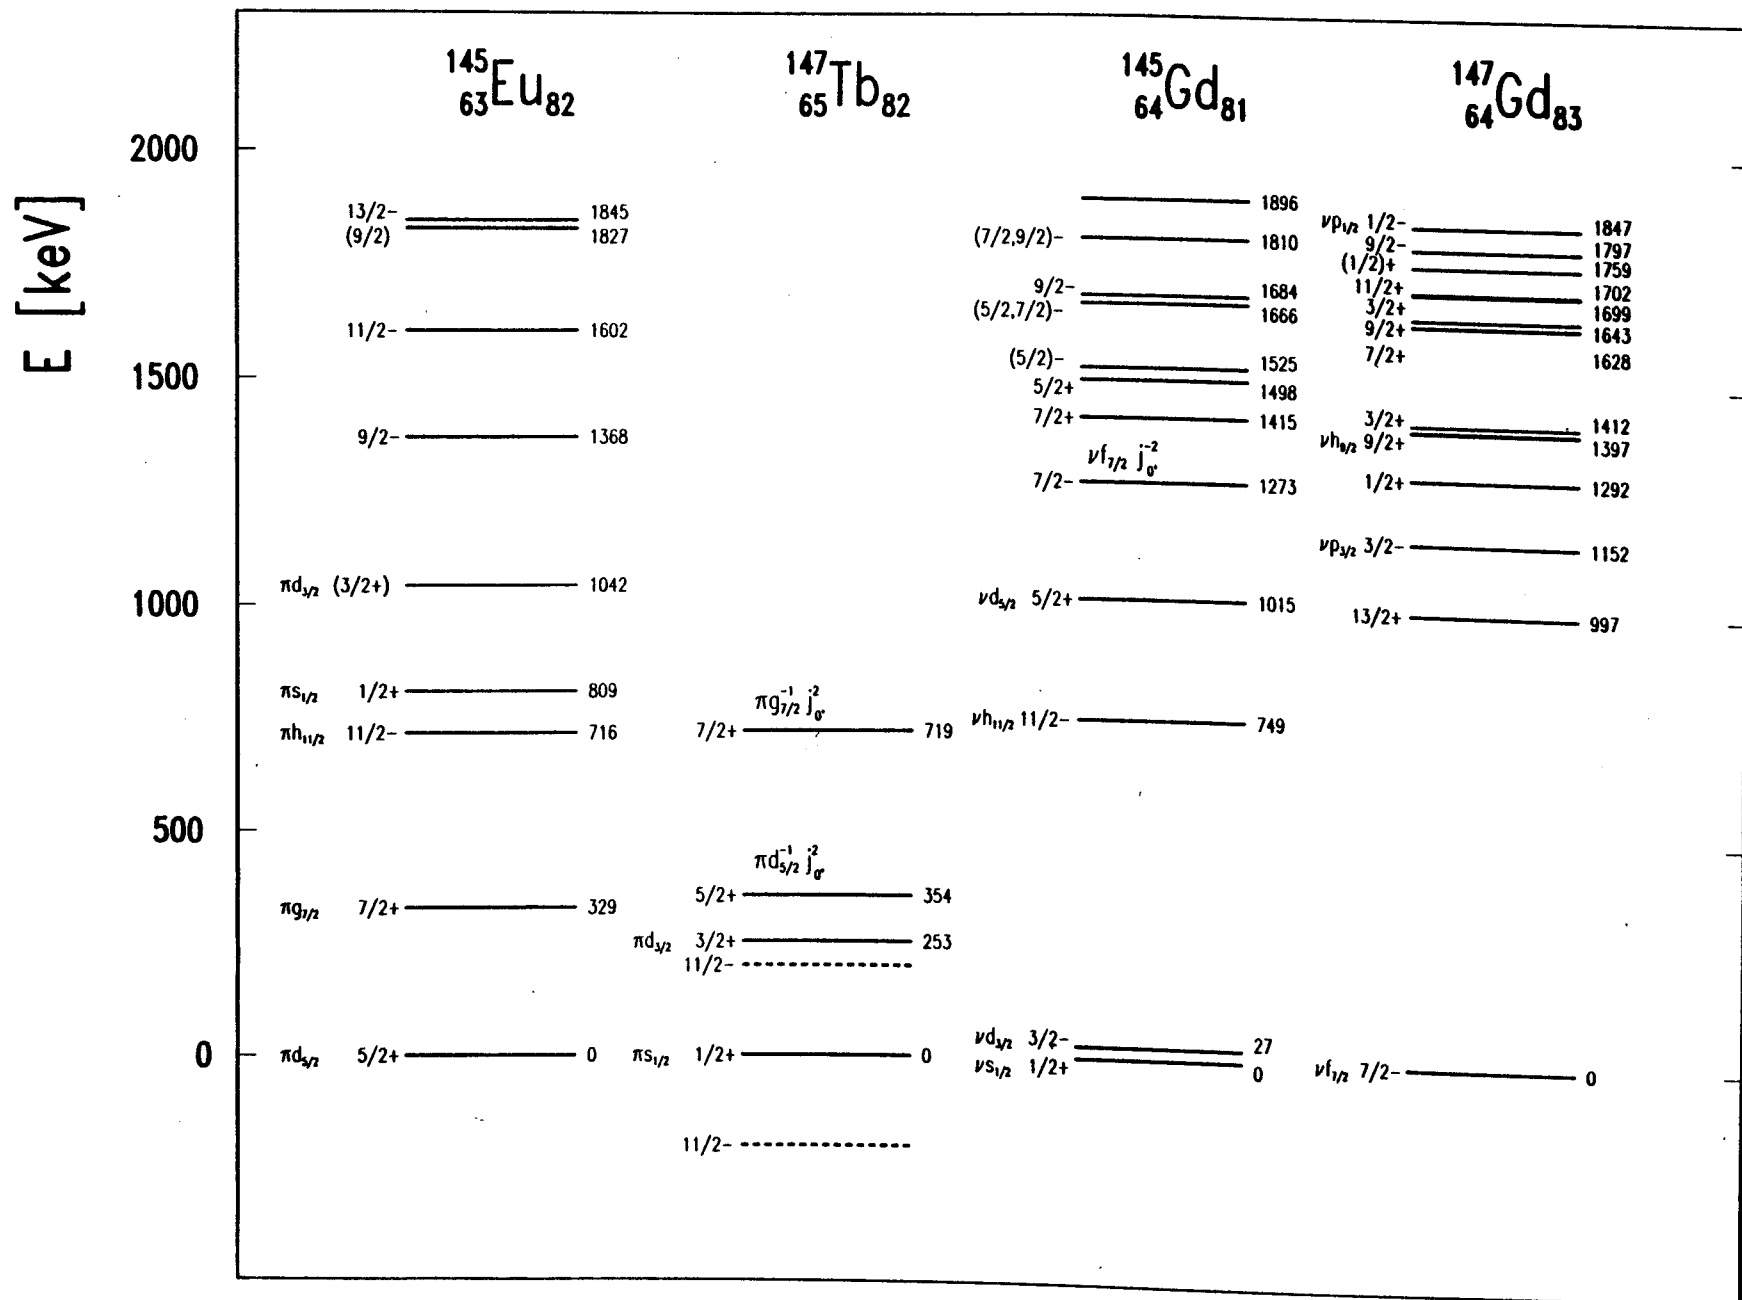 E [keV]
2000
1500
1000
500
0
145 63 Eu 82
13/2- 1845
(9/2) 1827
11/2- 1602
9/2- 1368
πd3/2 (3/2+) 1042
πs1/2 1/2+ 809
πh11/2 11/2- 716
πg7/2 7/2+ 329
πd5/2 5/2+ 0
147 65 Tb 82
πg7/2 -1 j 2 0+
7/2+ 719
πd5/2 -1 j 2 0+
5/2+ 354
πd3/2 3/2+ 253
11/2-
πs1/2 1/2+ 0
11/2-
145 64 Gd 81
1896
(7/2,9/2)- 1810
9/2- 1684
(5/2,7/2)- 1666
(5/2)- 1525
5/2+ 1498
7/2+ 1415
νf7/2 j -2 0+
7/2- 1273
νd5/2 5/2+ 1015
νh11/2 11/2- 749
νd3/2 3/2- 27
νs1/2 1/2+ 0
147 64 Gd 83
νp1/2 1/2- 1847
9/2- 1797
(1/2)+ 1759
11/2+ 1702
3/2+ 1699
9/2+ 1643
7/2+ 1628
3/2+ 1412
νh9/2 9/2+ 1397
1/2+ 1292
νp3/2 3/2- 1152
13/2+ 997
νf7/2 7/2- 0